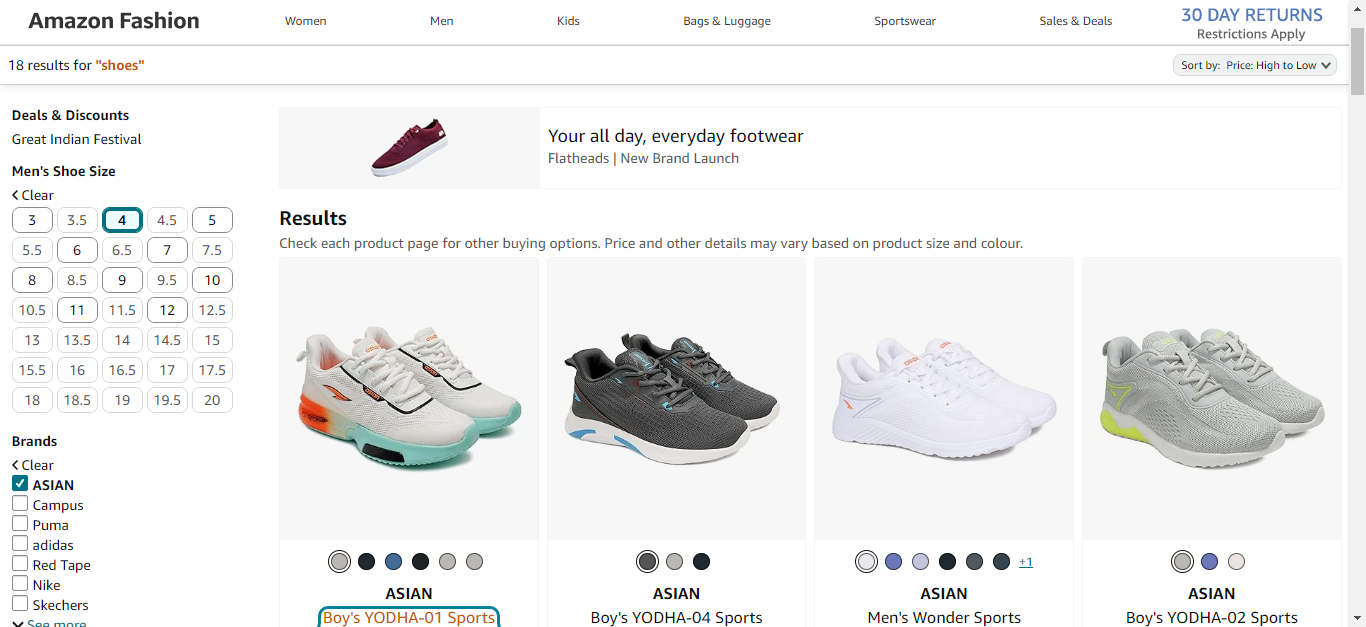 Amazon Fashion
Women
Men
Kids
Bags & Luggage
Sportswear
Sales & Deals
30 DAY RETURNS
Restrictions Apply
18 results for "shoes"
Sort by: Price: High to Low
Deals & Discounts
Great Indian Festival
Men's Shoe Size
Clear
3 3.5 4 4.5 5
5.5 6 6.5 7 7.5
8 8.5 9 9.5 10
10.5 11 11.5 12 12.5
13 13.5 14 14.5 15
15.5 16 16.5 17 17.5
18 18.5 19 19.5 20
Brands
Clear
ASIAN
Campus
Puma
adidas
Red Tape
Nike
Skechers
See more
Your all day, everyday footwear
Flatheads | New Brand Launch
Results
Check each product page for other buying options. Price and other details may vary based on product size and colour.
ASIAN
Boy's YODHA-01 Sports
ASIAN
Boy's YODHA-04 Sports
+1
ASIAN
Men's Wonder Sports
ASIAN
Boy's YODHA-02 Sports